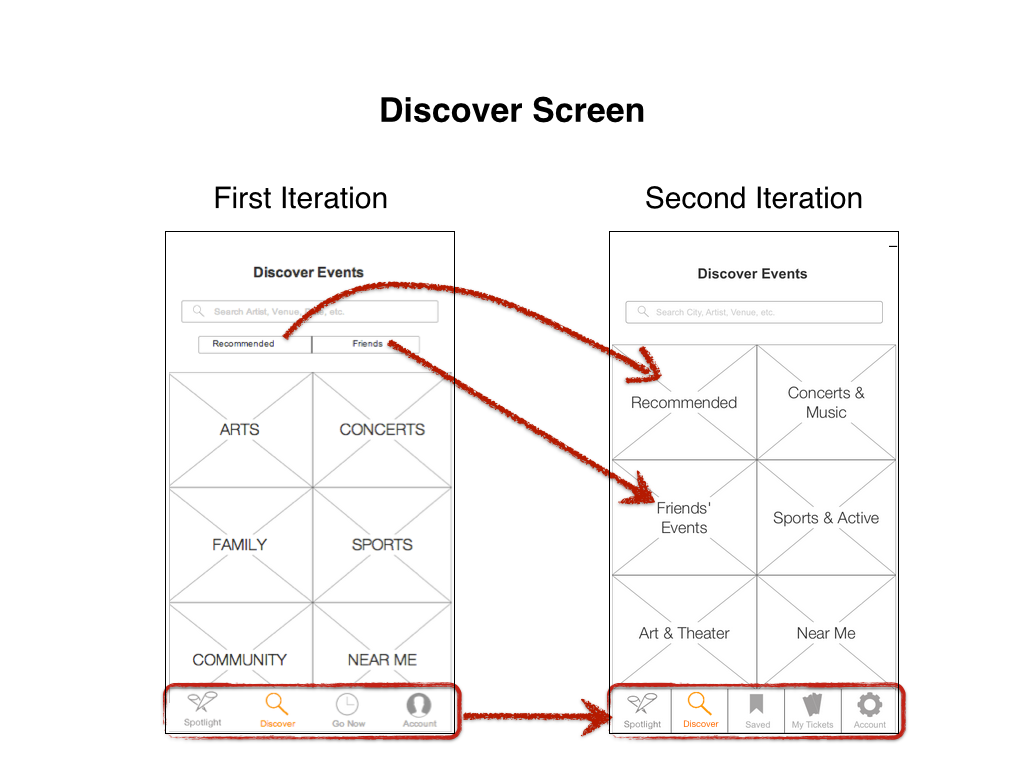 Discover Screen
First Iteration
Discover Events
Search Artist, Venue, Date, etc.
Recommended
Friends
ARTS
CONCERTS
FAMILY
SPORTS
COMMUNITY
NEAR ME
Spotlight
Discover
Go Now
Account
Second Iteration
Discover Events
Search City, Artist, Venue, etc.
Recommended
Concerts &
Music
Friends'
Events
Sports & Active
Art & Theater
Near Me
Spotlight
Discover
Saved
My Tickets
Account